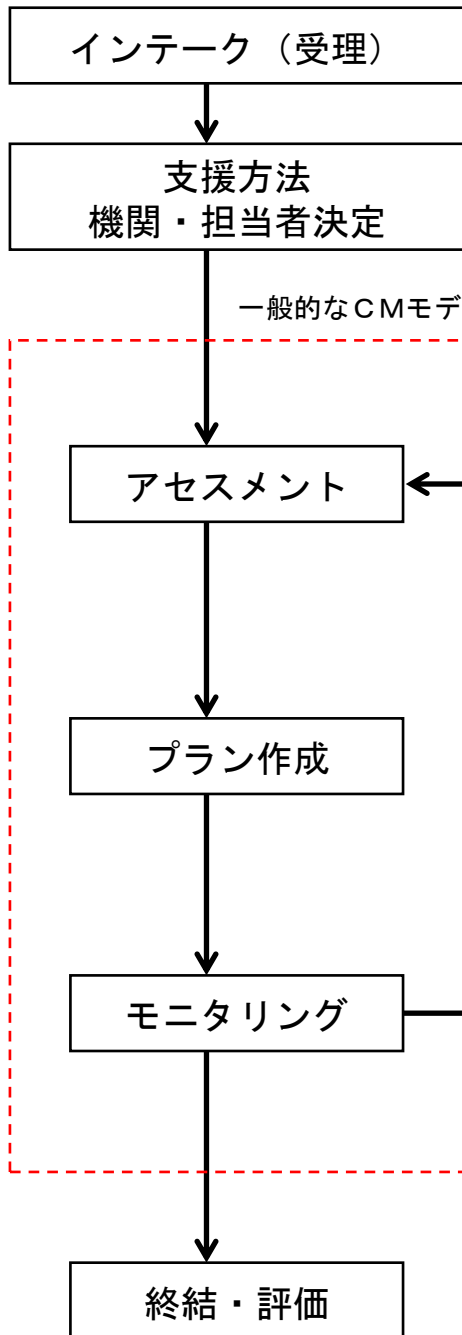 インテーク（受理）
支援方法
機関・担当者決定
一般的なＣＭモデ
アセスメント
プラン作成
モニタリング
終結・評価